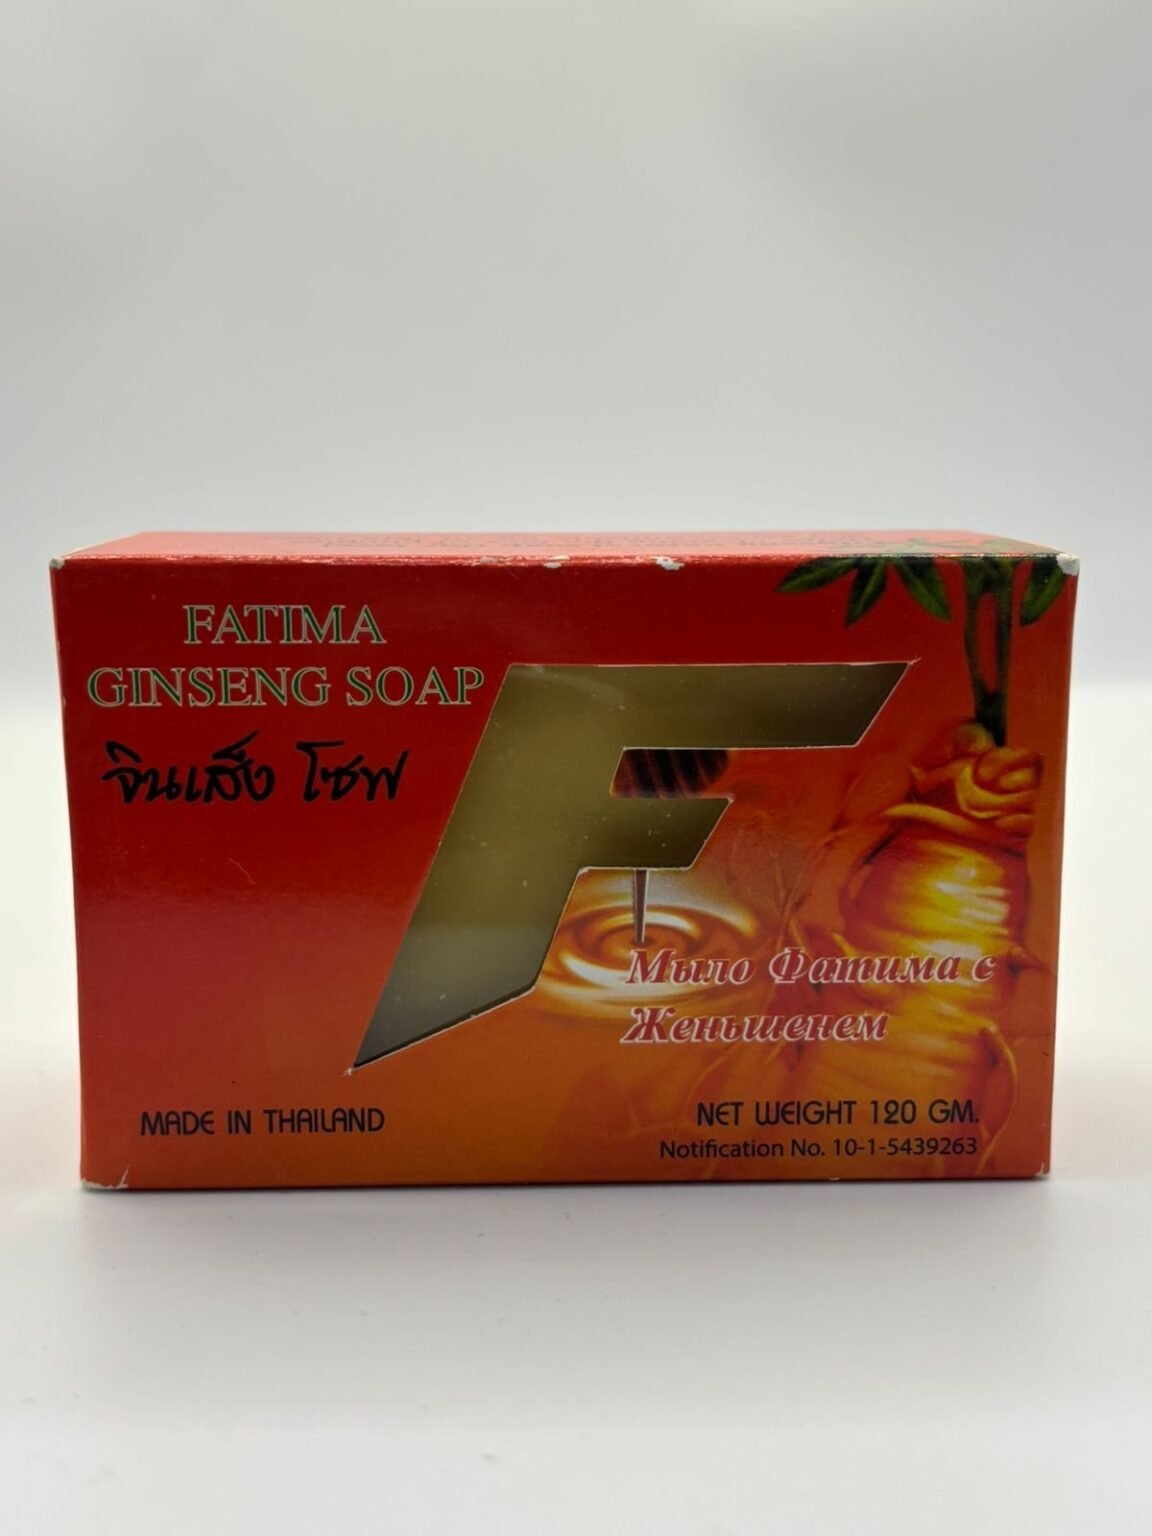 FATIMA
GINSENG SOAP
จินเส็ง โซฟ
F
Мыло Фатима с
Женьшенем
MADE IN THAILAND
NET WEIGHT 120 GM.
Notification No. 10-1-5439263